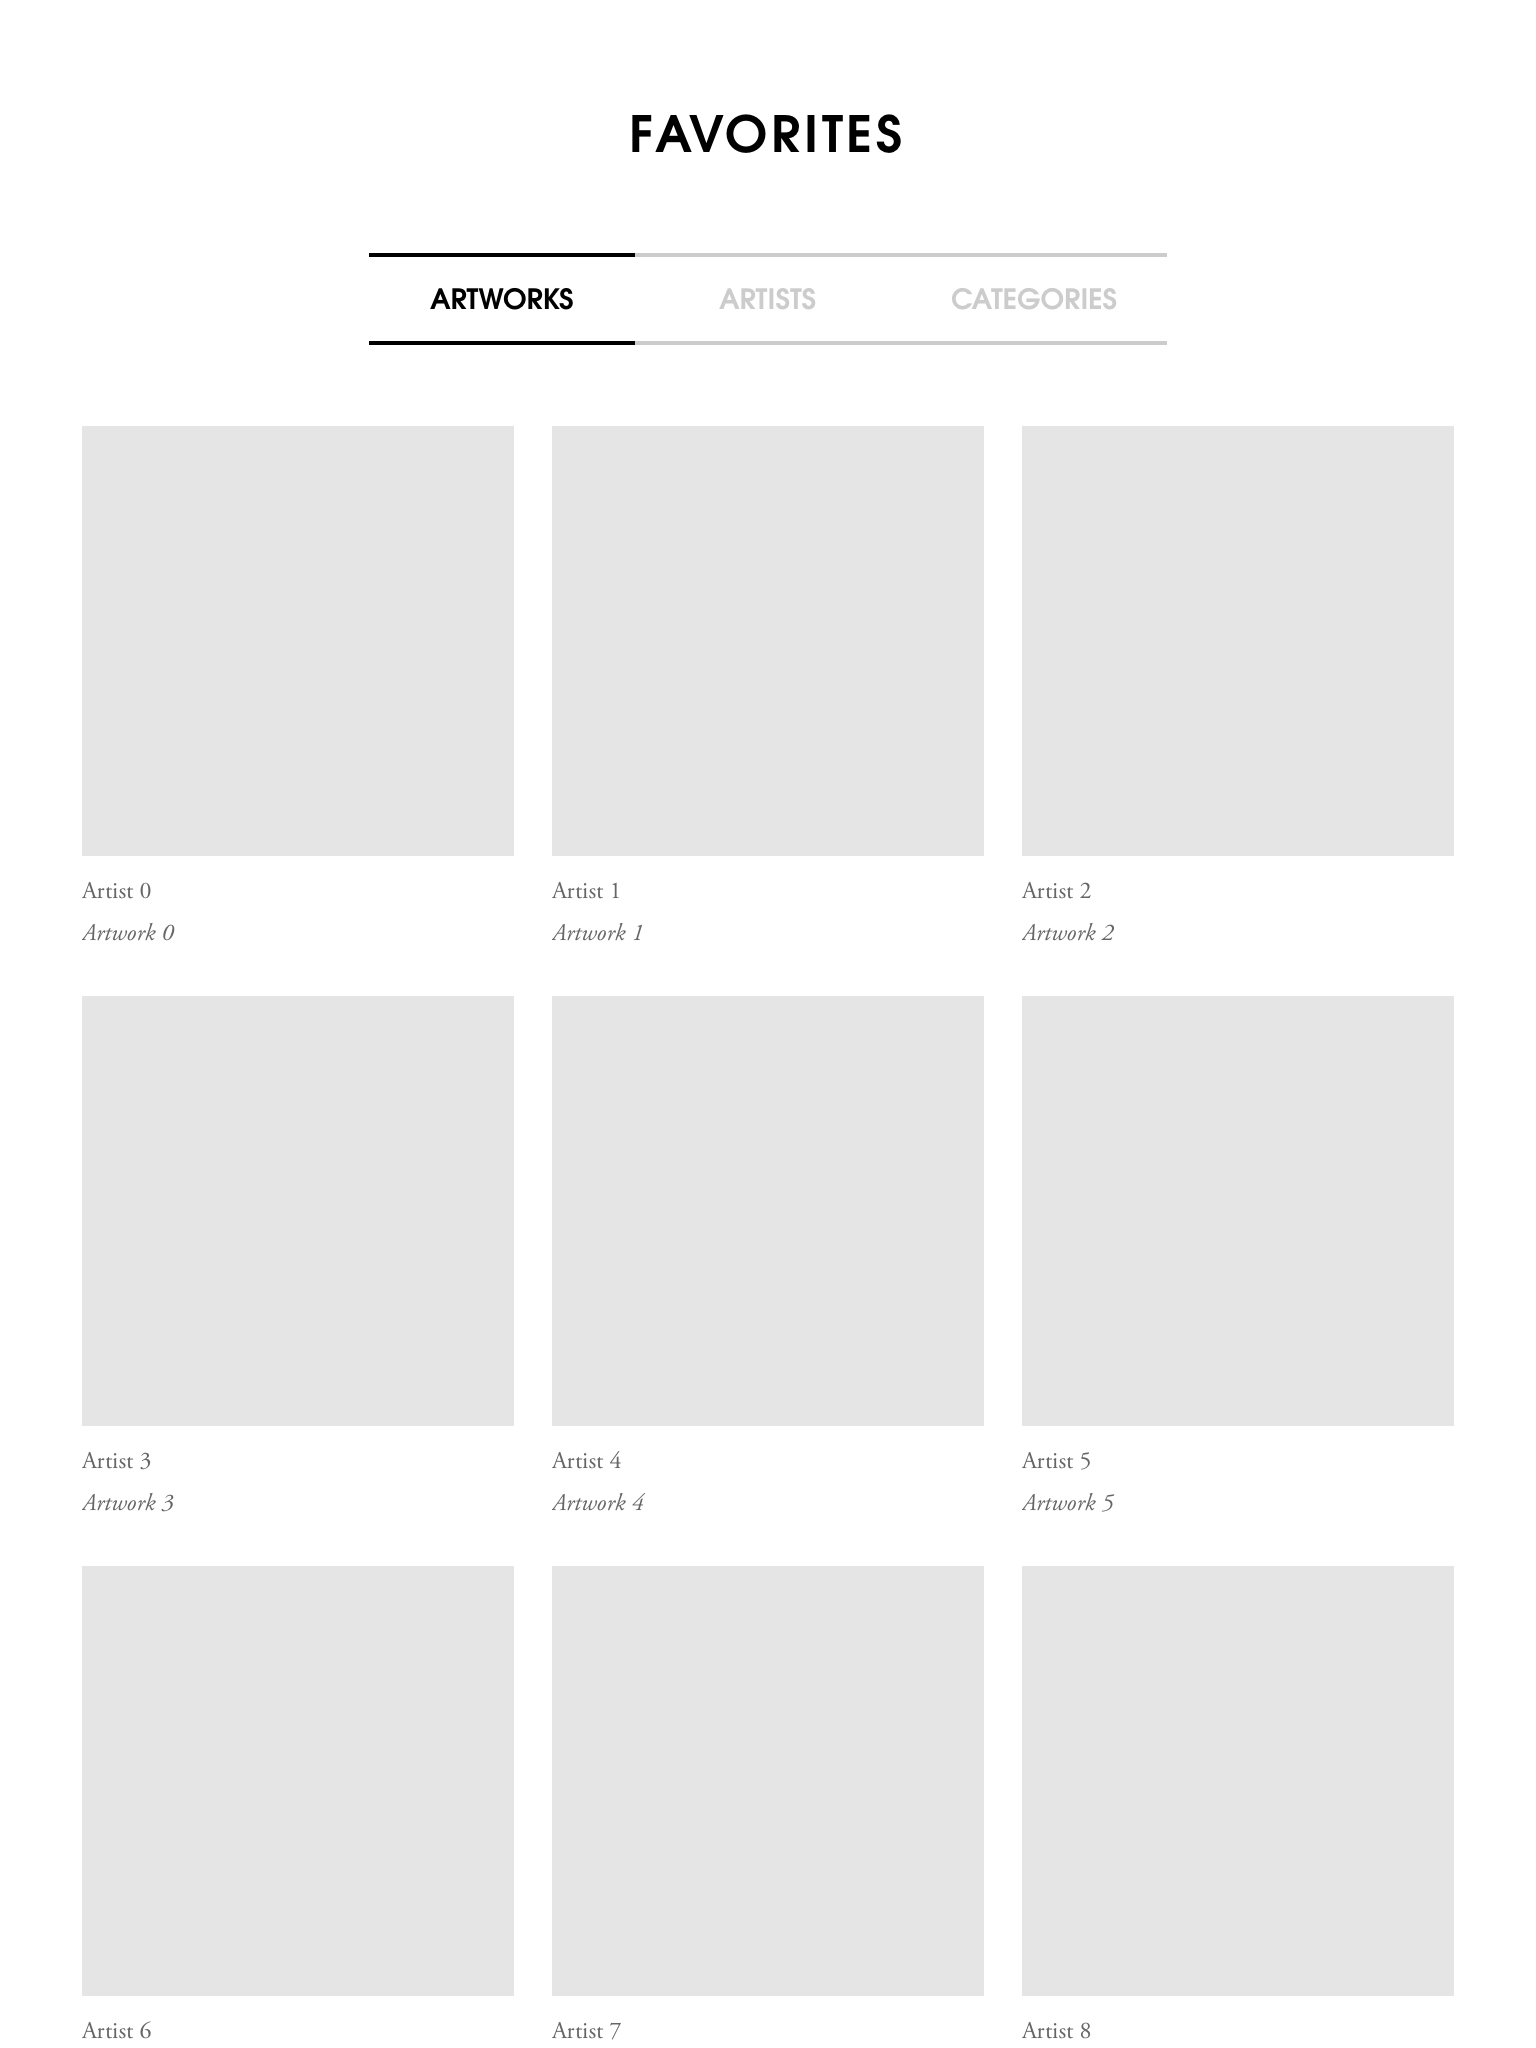 FAVORITES
ARTWORKS ARTISTS CATEGORIES
Artist 0 Artist 1 Artist 2
Artwork 0 Artwork 1 Artwork 2
Artist 3 Artist 4 Artist 5
Artwork 3 Artwork 4 Artwork 5
Artist 6 Artist 7 Artist 8